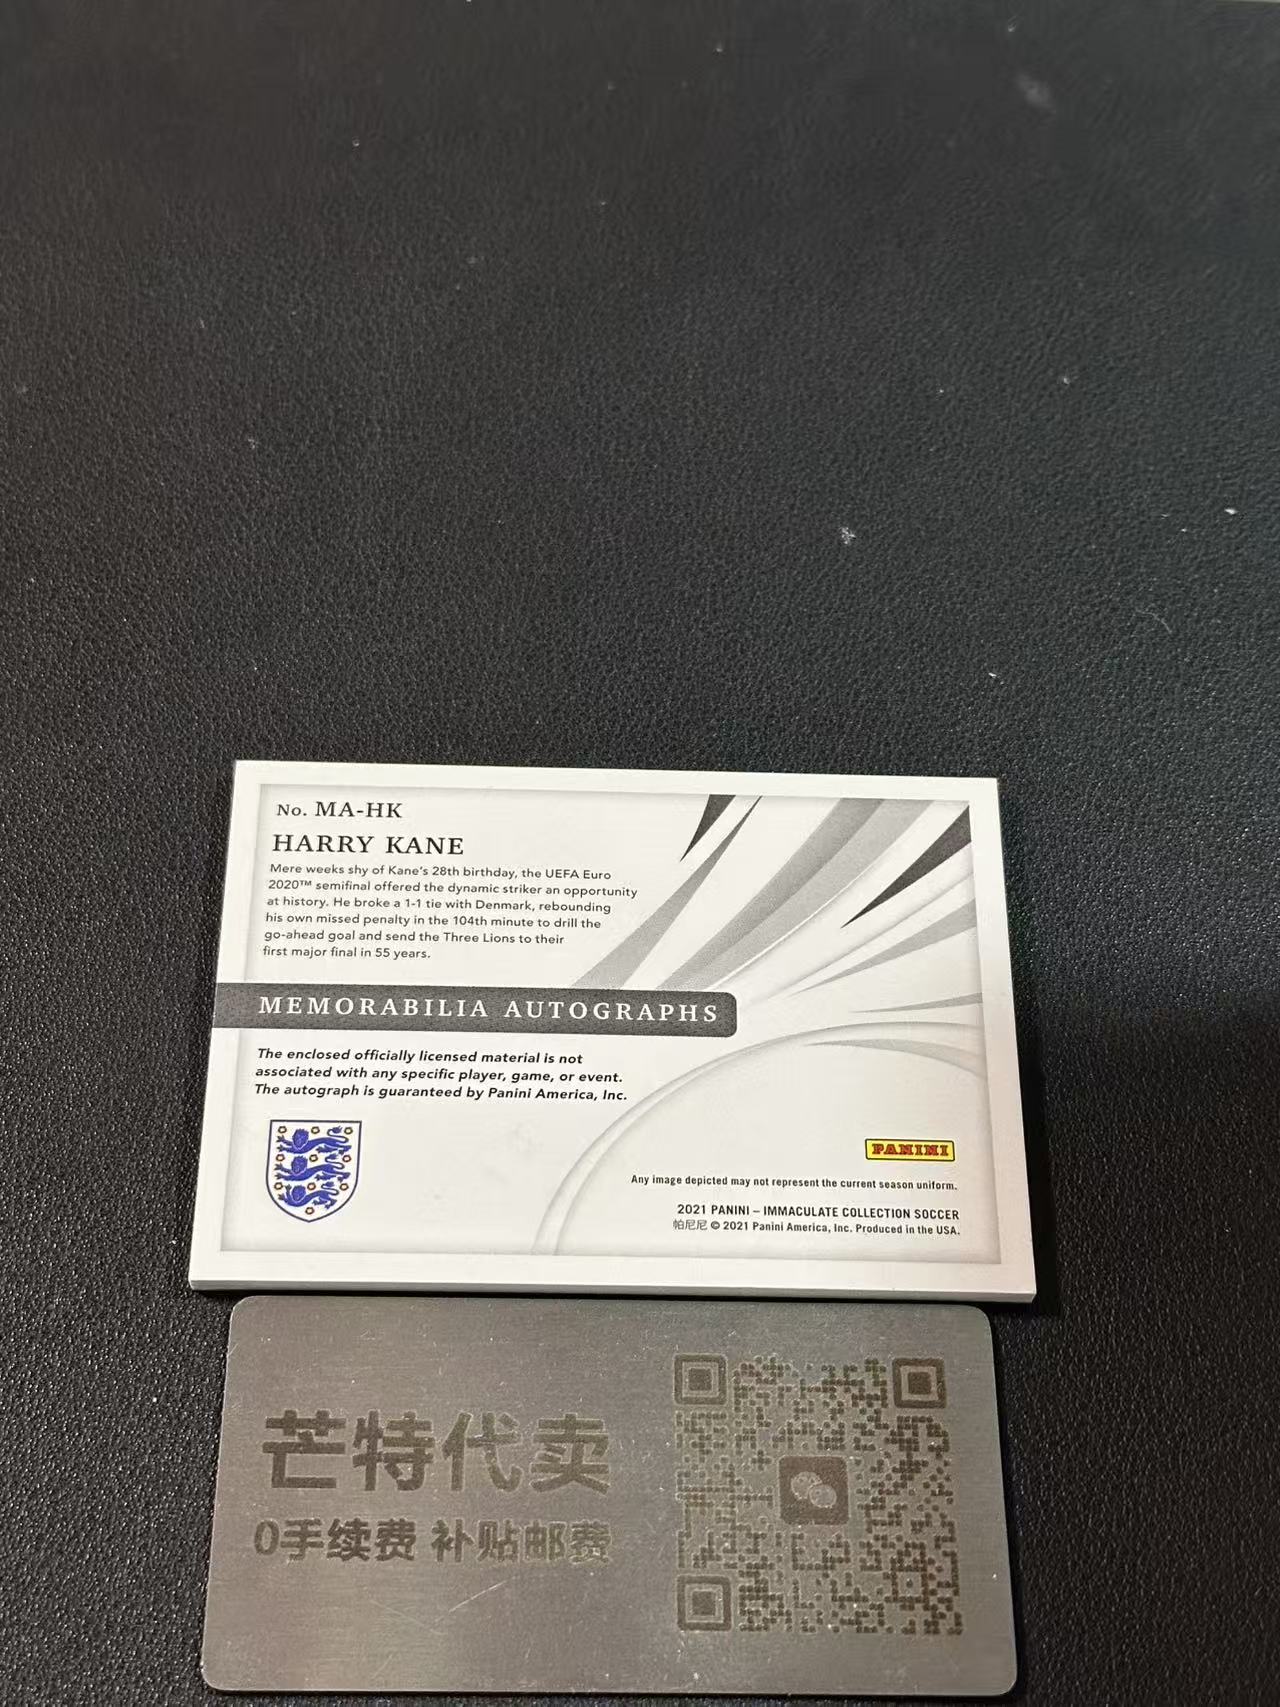 No. MA-HK
HARRY KANE
Mere weeks shy of Kane's 28th birthday, the UEFA Euro
2020™ semifinal offered the dynamic striker an opportunity
at history. He broke a 1-1 tie with Denmark, rebounding
his own missed penalty in the 104th minute to drill the
go-ahead goal and send the Three Lions to their
first major final in 55 years.
MEMORABILIA AUTOGRAPHS
The enclosed officially licensed material is not
associated with any specific player, game, or event.
The autograph is guaranteed by Panini America, Inc.
PANINI
Any image depicted may not represent the current season uniform.
2021 PANINI – IMMACULATE COLLECTION SOCCER
帕尼尼 © 2021 Panini America, Inc. Produced in the USA.
芒特代卖
0手续费 补贴邮费